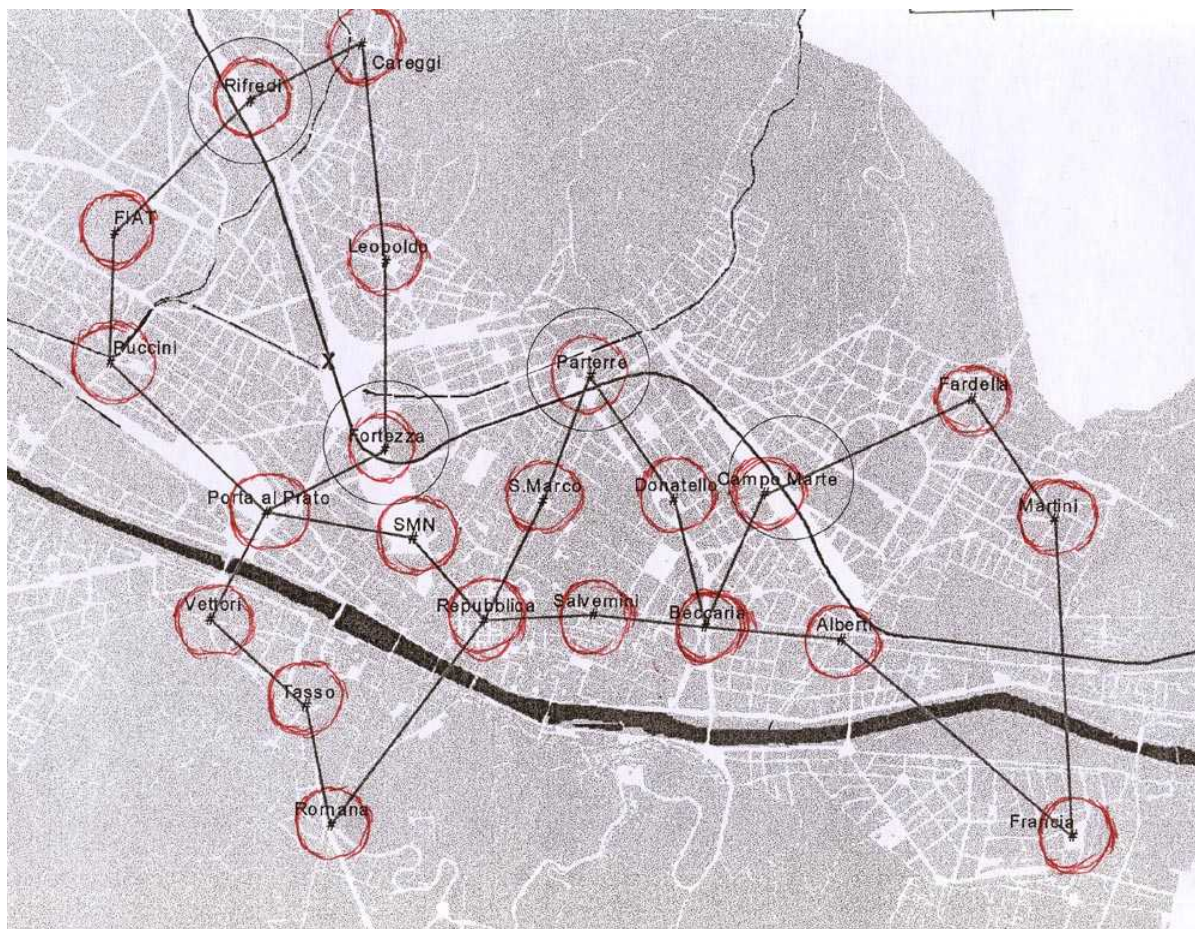 Careggi
Rifredi
FIAT
Leopoldo
Puccini
Parterre
Fardella
Fortezza
Porta al Prato
SMN
S.Marco
Donatello
Campo Marte
Martini
Vettori
Repubblica
Salvemini
Beccaria
Alberti
Tasso
Romana
Francia
X